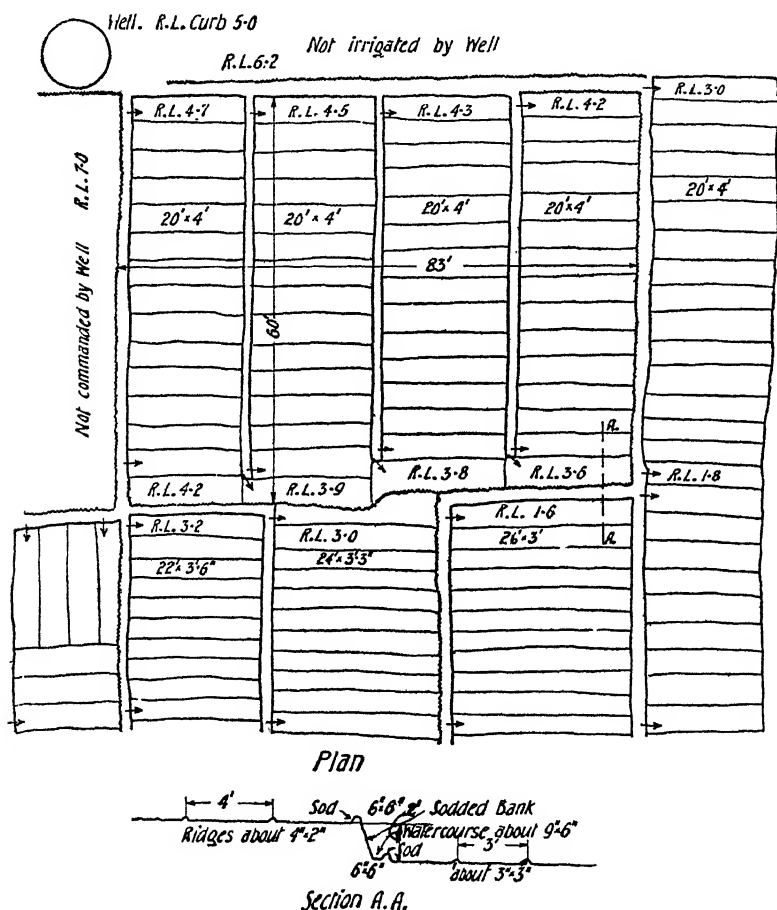 Well. R.L. Curb 5·0
Not irrigated by Well
R.L. 6·2
R.L. 3·0
R.L. 4·7
R.L. 4·5
R.L. 4·3
R.L. 4·2
Not commanded by Well R.L. 7·0
20' × 4'
20' × 4'
20' × 4'
20' × 4'
20' × 4'
83'
60'
A.
R.L. 4·2
R.L. 3·9
R.L. 3·8
R.L. 3·6
R.L. 1·8
R.L. 3·2
R.L. 3·0
R.L. 1·6
22' × 3'·6"
24' × 3'·3"
26' × 3'
A
Plan
4'
Sod
6"×6"
2'
Sodded Bank
Ridges about 4"×2"
Watercourse about 9"×6"
3'
Sod
6"×6"
about 3"×3"
Section A.A.